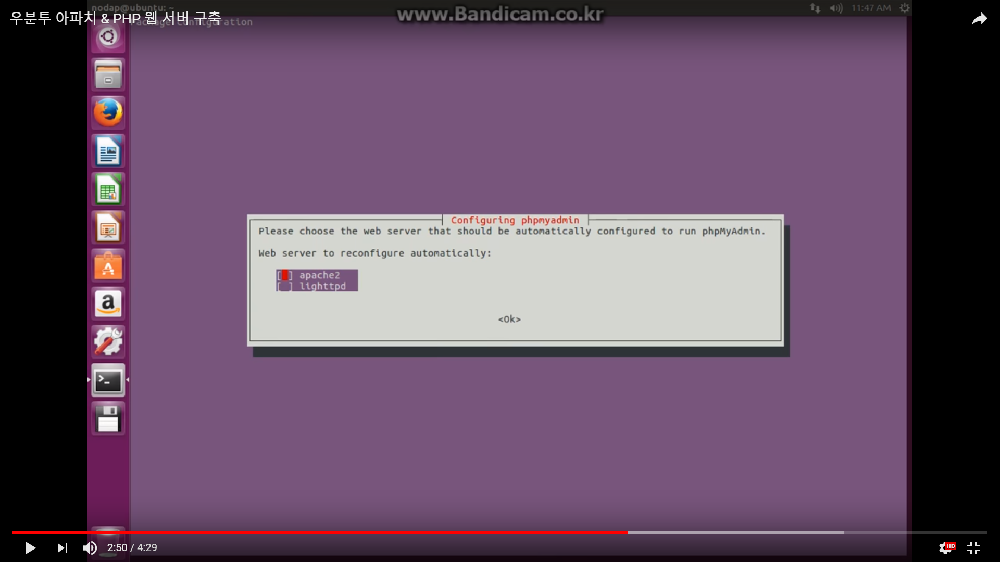 nodap@ubuntu: ~
www.Bandicam.co.kr
11:47 AM
우분투 아파치 & PHP 웹 서버 구축
Package configuration
Configuring phpmyadmin
Please choose the web server that should be automatically configured to run phpMyAdmin.
Web server to reconfigure automatically:
[ ] apache2
[ ] lighttpd
<Ok>
2:50 / 4:29
HD